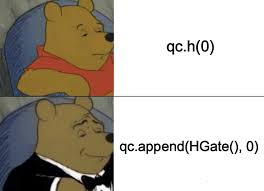 qc.h(0)
qc.append(HGate(), 0)